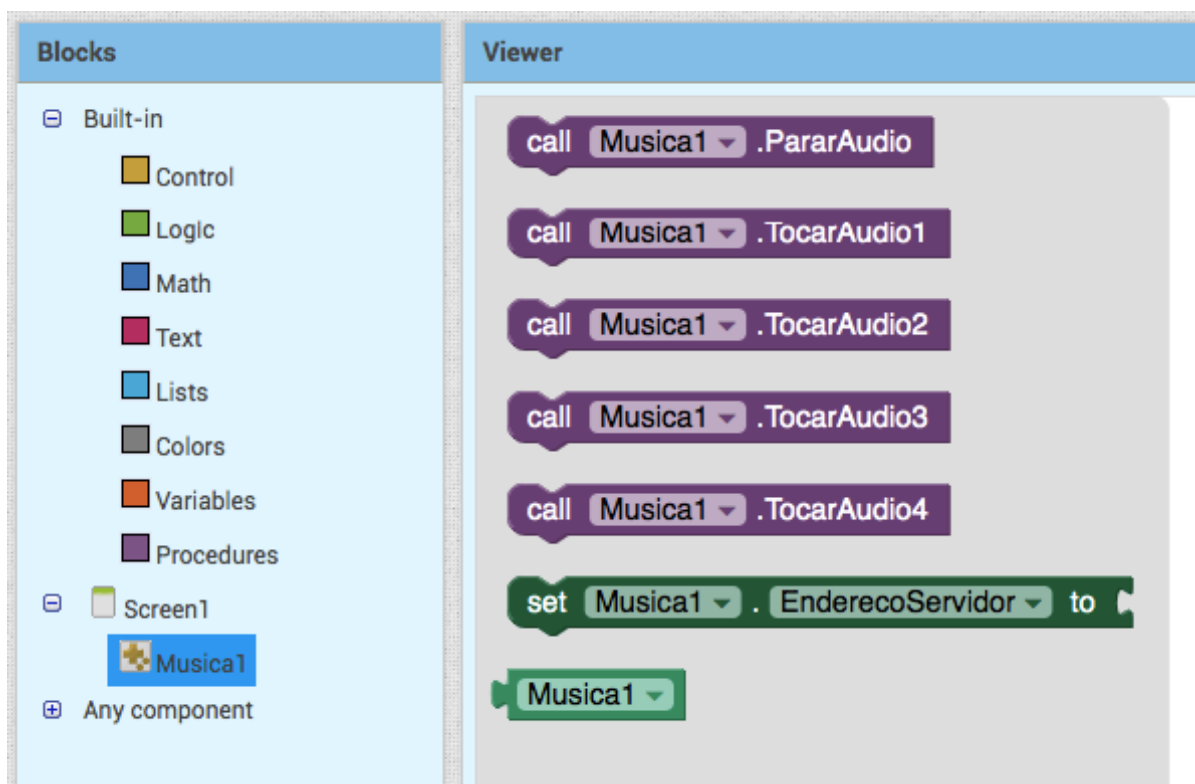 Blocks
Built-in
Control
Logic
Math
Text
Lists
Colors
Variables
Procedures
Screen1
Musica1
Any component
Viewer
call Musica1 .PararAudio
call Musica1 .TocarAudio1
call Musica1 .TocarAudio2
call Musica1 .TocarAudio3
call Musica1 .TocarAudio4
set Musica1 . EnderecoServidor to
Musica1